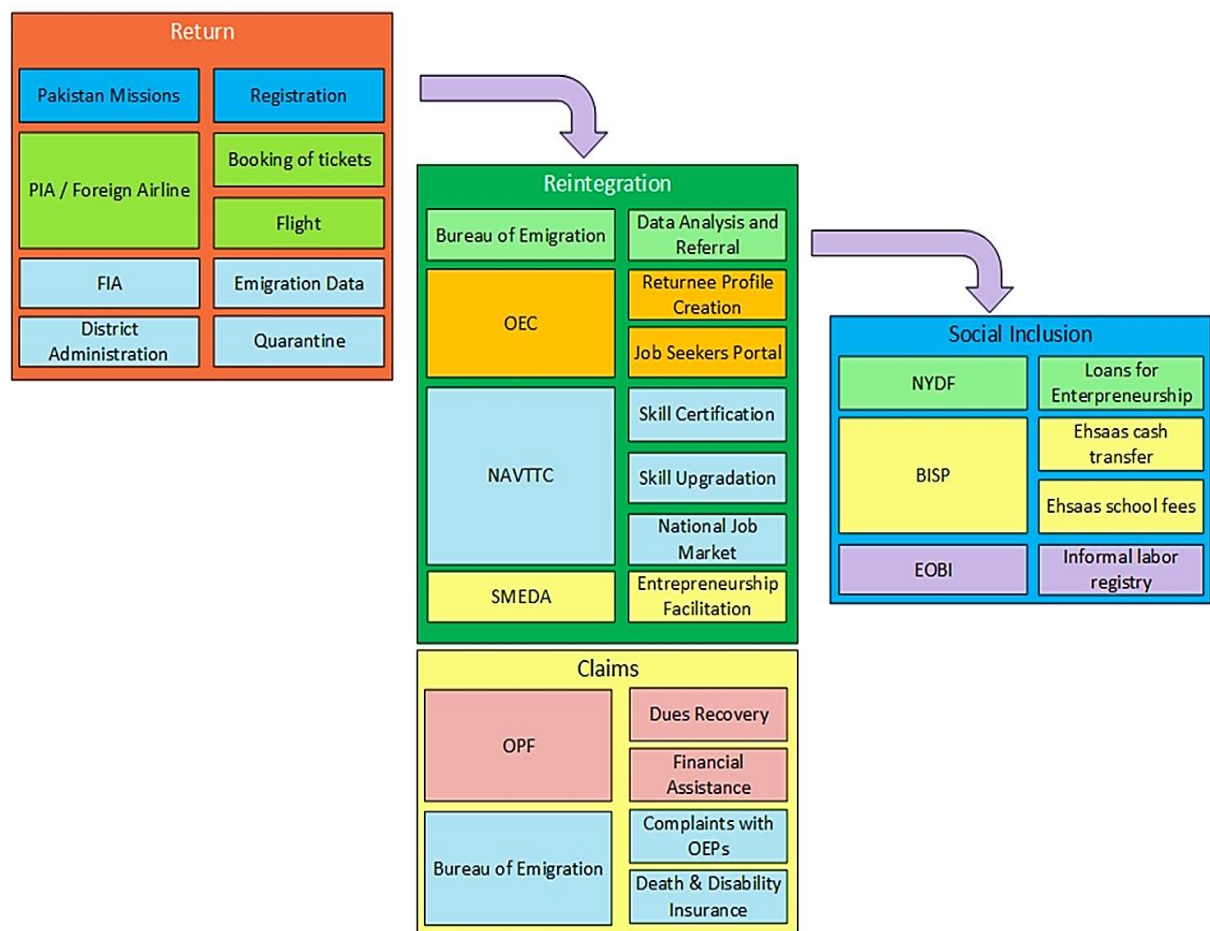 Return
Pakistan Missions
Registration
PIA / Foreign Airline
Booking of tickets
Flight
FIA
Emigration Data
District
Administration
Quarantine
Reintegration
Bureau of Emigration
Data Analysis and
Referral
OEC
Returnee Profile
Creation
Job Seekers Portal
NAVTTC
Skill Certification
Skill Upgradation
National Job
Market
SMEDA
Entrepreneurship
Facilitation
Claims
OPF
Dues Recovery
Financial
Assistance
Bureau of Emigration
Complaints with
OEPs
Death & Disability
Insurance
Social Inclusion
NYDF
Loans for
Enterpreneurship
BISP
Ehsaas cash
transfer
Ehsaas school fees
EOBI
Informal labor
registry